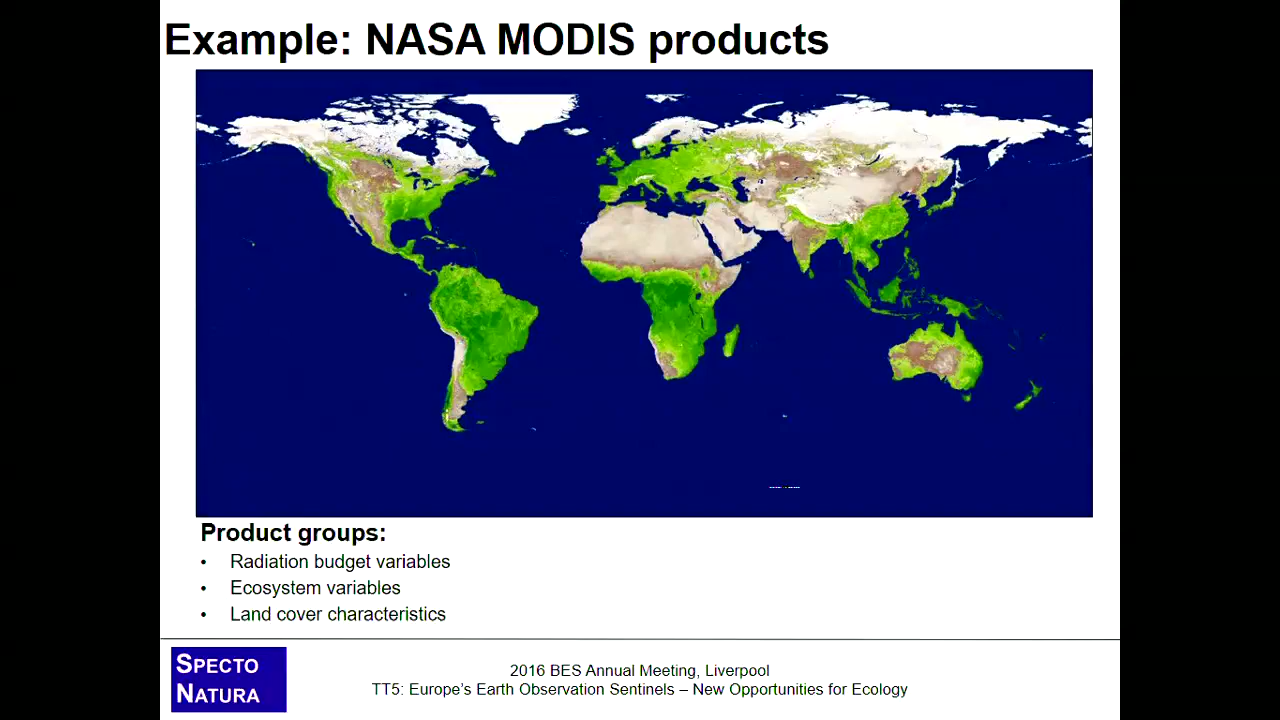 Example: NASA MODIS products
Product groups:
• Radiation budget variables
• Ecosystem variables
• Land cover characteristics
SPECTO
NATURA
2016 BES Annual Meeting, Liverpool
TT5: Europe's Earth Observation Sentinels – New Opportunities for Ecology